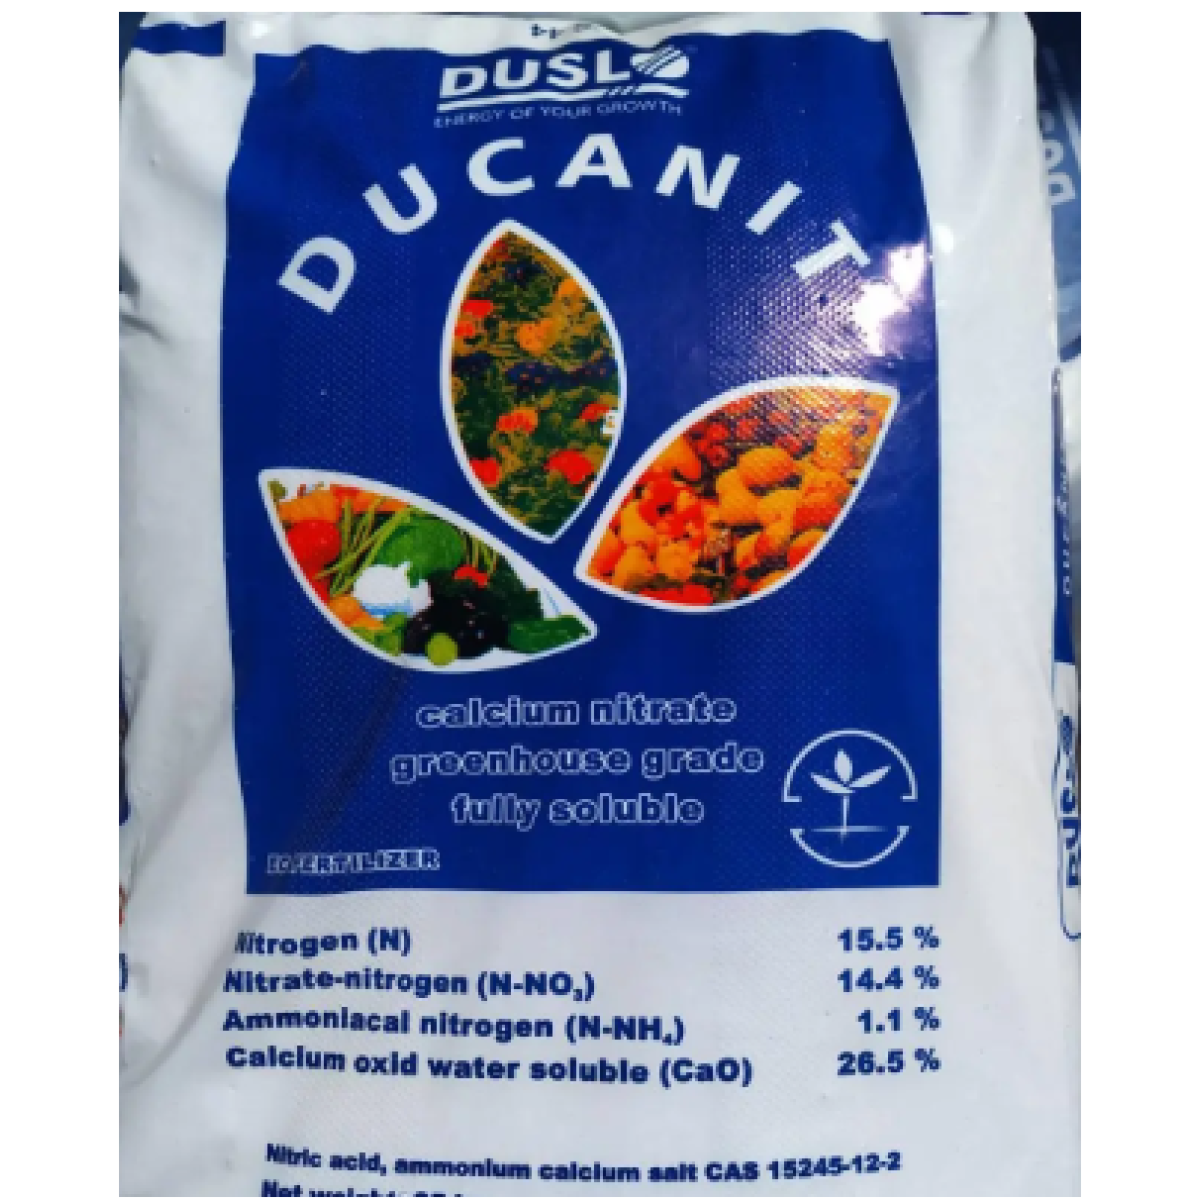 DUSLO
ENERGY OF YOUR GROWTH
DUCANIT
calcium nitrate
greenhouse grade
fully soluble
FERTILIZER
Nitrogen (N) 15.5 %
Nitrate-nitrogen (N-NO₃) 14.4 %
Ammoniacal nitrogen (N-NH₄) 1.1 %
Calcium oxid water soluble (CaO) 26.5 %
Nitric acid, ammonium calcium salt CAS 15245-12-2
Net weight